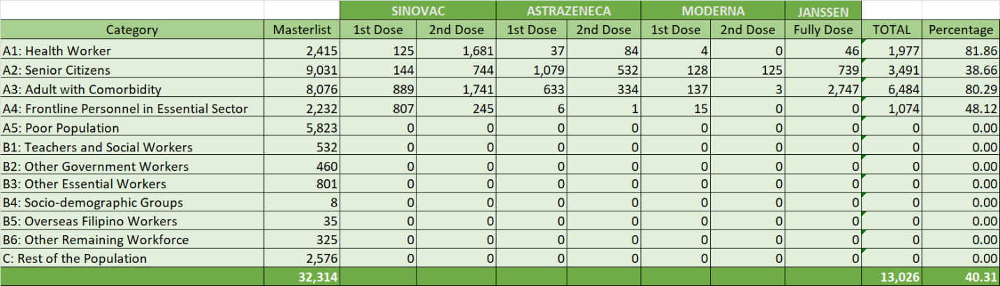 SINOVAC ASTRAZENECA MODERNA JANSSEN
Category Masterlist 1st Dose 2nd Dose 1st Dose 2nd Dose 1st Dose 2nd Dose Fully Dose TOTAL Percentage
A1: Health Worker 2,415 125 1,681 37 84 4 0 46 1,977 81.86
A2: Senior Citizens 9,031 144 744 1,079 532 128 125 739 3,491 38.66
A3: Adult with Comorbidity 8,076 889 1,741 633 334 137 3 2,747 6,484 80.29
A4: Frontline Personnel in Essential Sector 2,232 807 245 6 1 15 0 0 1,074 48.12
A5: Poor Population 5,823 0 0 0 0 0 0 0 0 0.00
B1: Teachers and Social Workers 532 0 0 0 0 0 0 0 0 0.00
B2: Other Government Workers 460 0 0 0 0 0 0 0 0 0.00
B3: Other Essential Workers 801 0 0 0 0 0 0 0 0 0.00
B4: Socio-demographic Groups 8 0 0 0 0 0 0 0 0 0.00
B5: Overseas Filipino Workers 35 0 0 0 0 0 0 0 0 0.00
B6: Other Remaining Workforce 325 0 0 0 0 0 0 0 0 0.00
C: Rest of the Population 2,576 0 0 0 0 0 0 0 0 0.00
32,314 13,026 40.31